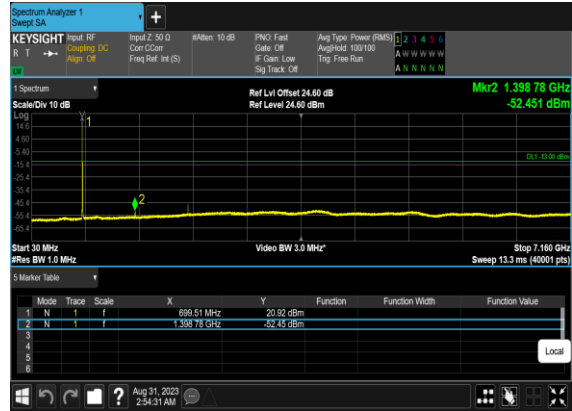 Spectrum Analyzer 1
Swept SA
+
KEYSIGHT Input: RF Input Z: 50 Ω #Atten: 10 dB PNO: Fast Avg Type: Power (RMS) 1 2 3 4 5 6
R T Coupling: DC Corr CCorr Gate: Off Avg|Hold: 100/100 A W W W W W
Align: Off Freq Ref: Int (S) IF Gain: Low Trig: Free Run
Sig Track: Off A N N N N N
1 Spectrum Ref Lvl Offset 24.60 dB Mkr2 1.398 78 GHz
Scale/Div 10 dB Ref Level 24.60 dBm -52.451 dBm
Log
14.6
1
4.60
-5.40
DL1 -13.00 dBm
-15.4
-25.4
-35.4
-45.4
2
-55.4
-65.4
Start 30 MHz Video BW 3.0 MHz* Stop 7.160 GHz
#Res BW 1.0 MHz Sweep 13.3 ms (40001 pts)
5 Marker Table
Mode Trace Scale X Y Function Function Width Function Value
1 N 1 f 699.51 MHz 20.92 dBm
2 N 1 f 1.398 78 GHz -52.45 dBm
3
4
5
6
Local
? Aug 31, 2023
2:54:31 AM